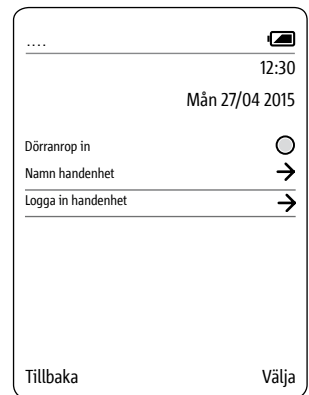 ....
12:30
Mån 27/04 2015
Dörranrop in
Namn handenhet
Logga in handenhet
Tillbaka Välja